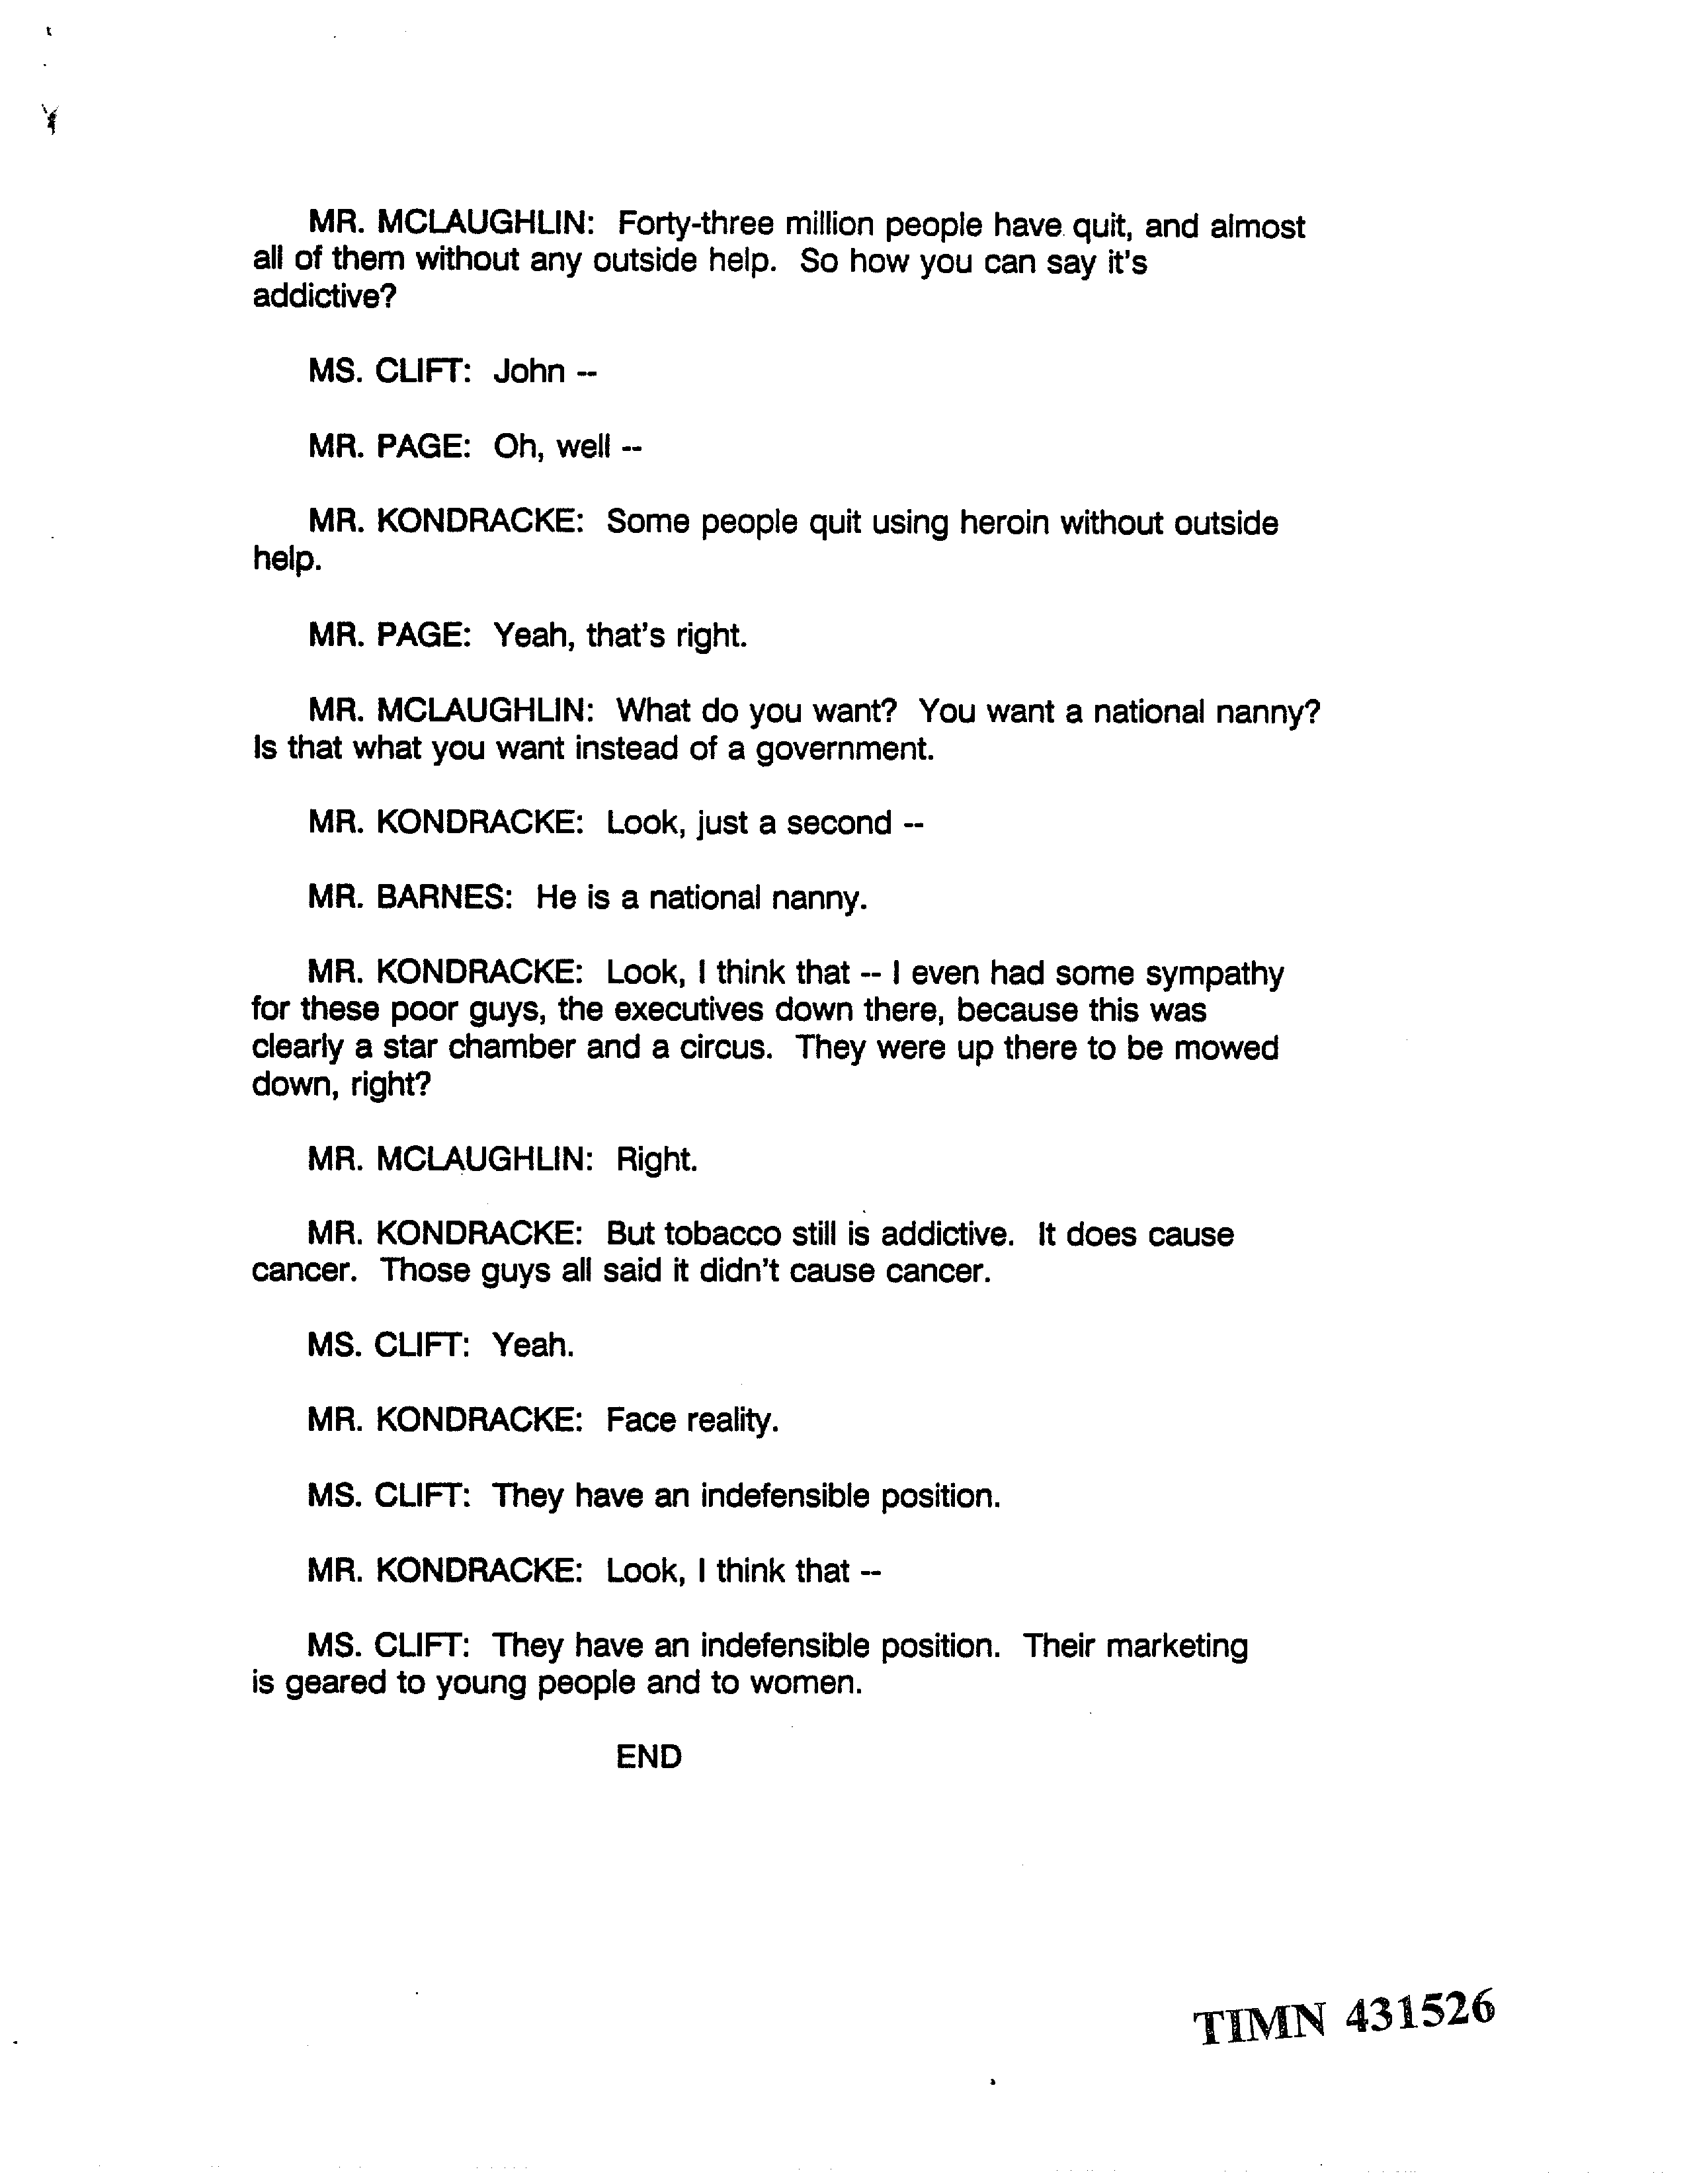 MR. MCLAUGHLIN: Forty-three million people have quit, and almost
all of them without any outside help. So how you can say it's
addictive?
MS. CLIFT: John --
MR. PAGE: Oh, well --
MR. KONDRACKE: Some people quit using heroin without outside
help.
MR. PAGE: Yeah, that's right.
MR. MCLAUGHLIN: What do you want? You want a national nanny?
Is that what you want instead of a government.
MR. KONDRACKE: Look, just a second --
MR. BARNES: He is a national nanny.
MR. KONDRACKE: Look, I think that -- I even had some sympathy
for these poor guys, the executives down there, because this was
clearly a star chamber and a circus. They were up there to be mowed
down, right?
MR. MCLAUGHLIN: Right.
MR. KONDRACKE: But tobacco still is addictive. It does cause
cancer. Those guys all said it didn't cause cancer.
MS. CLIFT: Yeah.
MR. KONDRACKE: Face reality.
MS. CLIFT: They have an indefensible position.
MR. KONDRACKE: Look, I think that --
MS. CLIFT: They have an indefensible position. Their marketing
is geared to young people and to women.
END
TIMN 431526